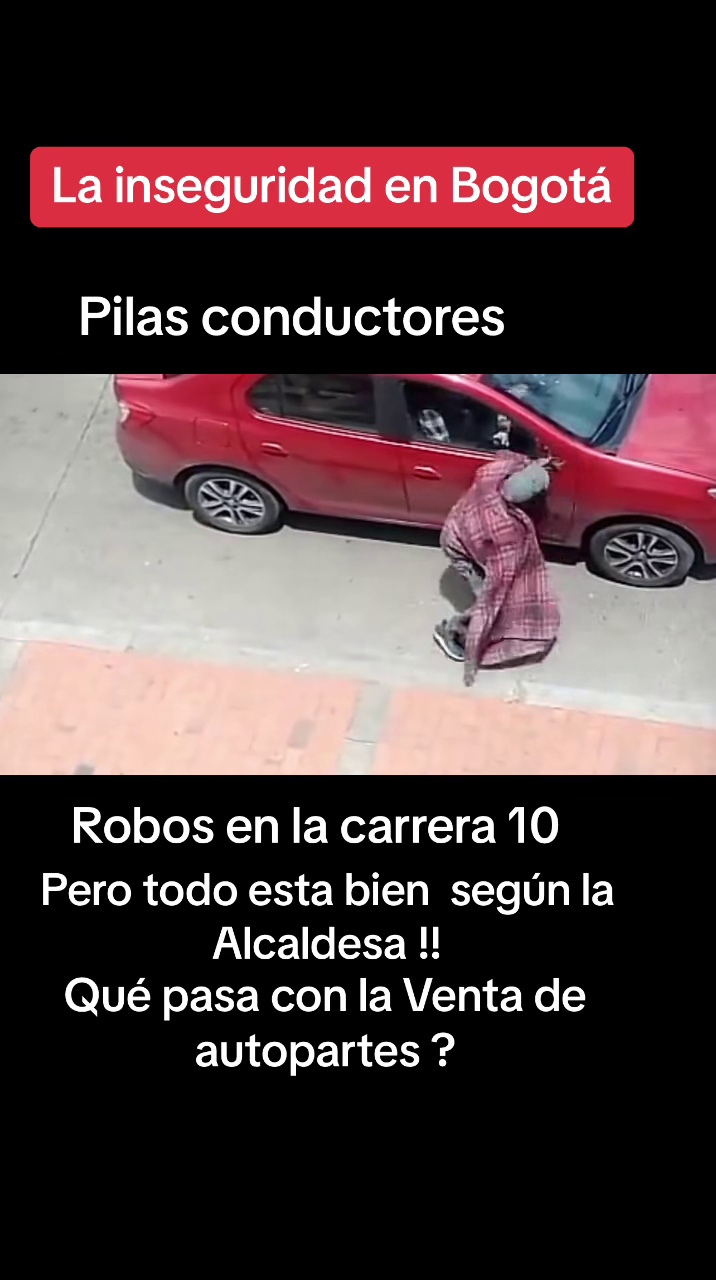 La inseguridad en Bogotá
Pilas conductores
Robos en la carrera 10
Pero todo esta bien  según la
Alcaldesa !!
Qué pasa con la Venta de
autopartes ?